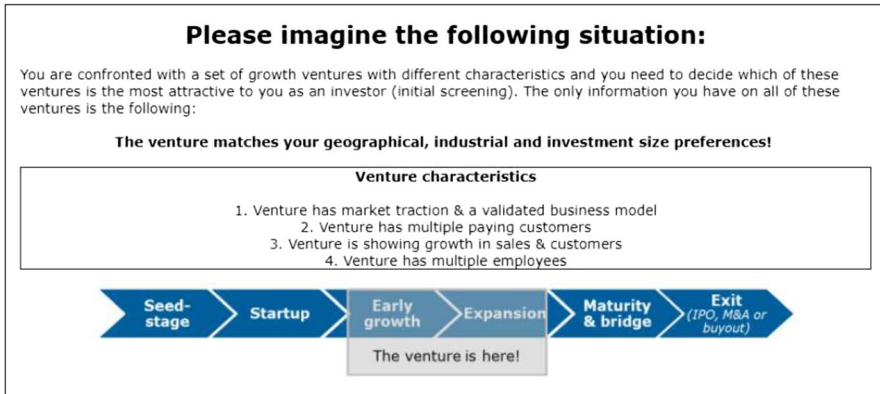 Please imagine the following situation:
You are confronted with a set of growth ventures with different characteristics and you need to decide which of these
ventures is the most attractive to you as an investor (initial screening). The only information you have on all of these
ventures is the following:
The venture matches your geographical, industrial and investment size preferences!
Venture characteristics
1. Venture has market traction & a validated business model
2. Venture has multiple paying customers
3. Venture is showing growth in sales & customers
4. Venture has multiple employees
Seed-
stage
Startup
Early
growth
Expansion
Maturity
& bridge
Exit
(IPO, M&A or
buyout)
The venture is here!